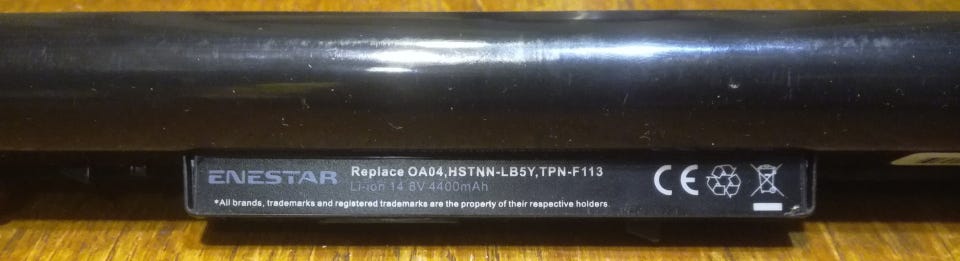 ENESTAR
Replace OA04,HSTNN-LB5Y,TPN-F113
Li-ion 14.8V 4400mAh
*All brands, trademarks and registered trademarks are the property of their respective holders
CE